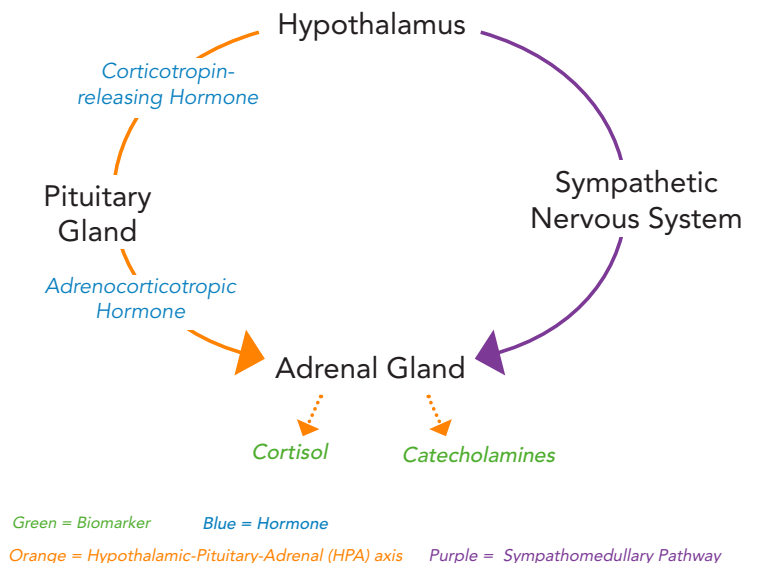 Hypothalamus
Corticotropin-
releasing Hormone
Pituitary
Gland
Sympathetic
Nervous System
Adrenocorticotropic
Hormone
Adrenal Gland
Cortisol
Catecholamines
Green = Biomarker
Blue = Hormone
Orange = Hypothalamic-Pituitary-Adrenal (HPA) axis
Purple = Sympathomedullary Pathway